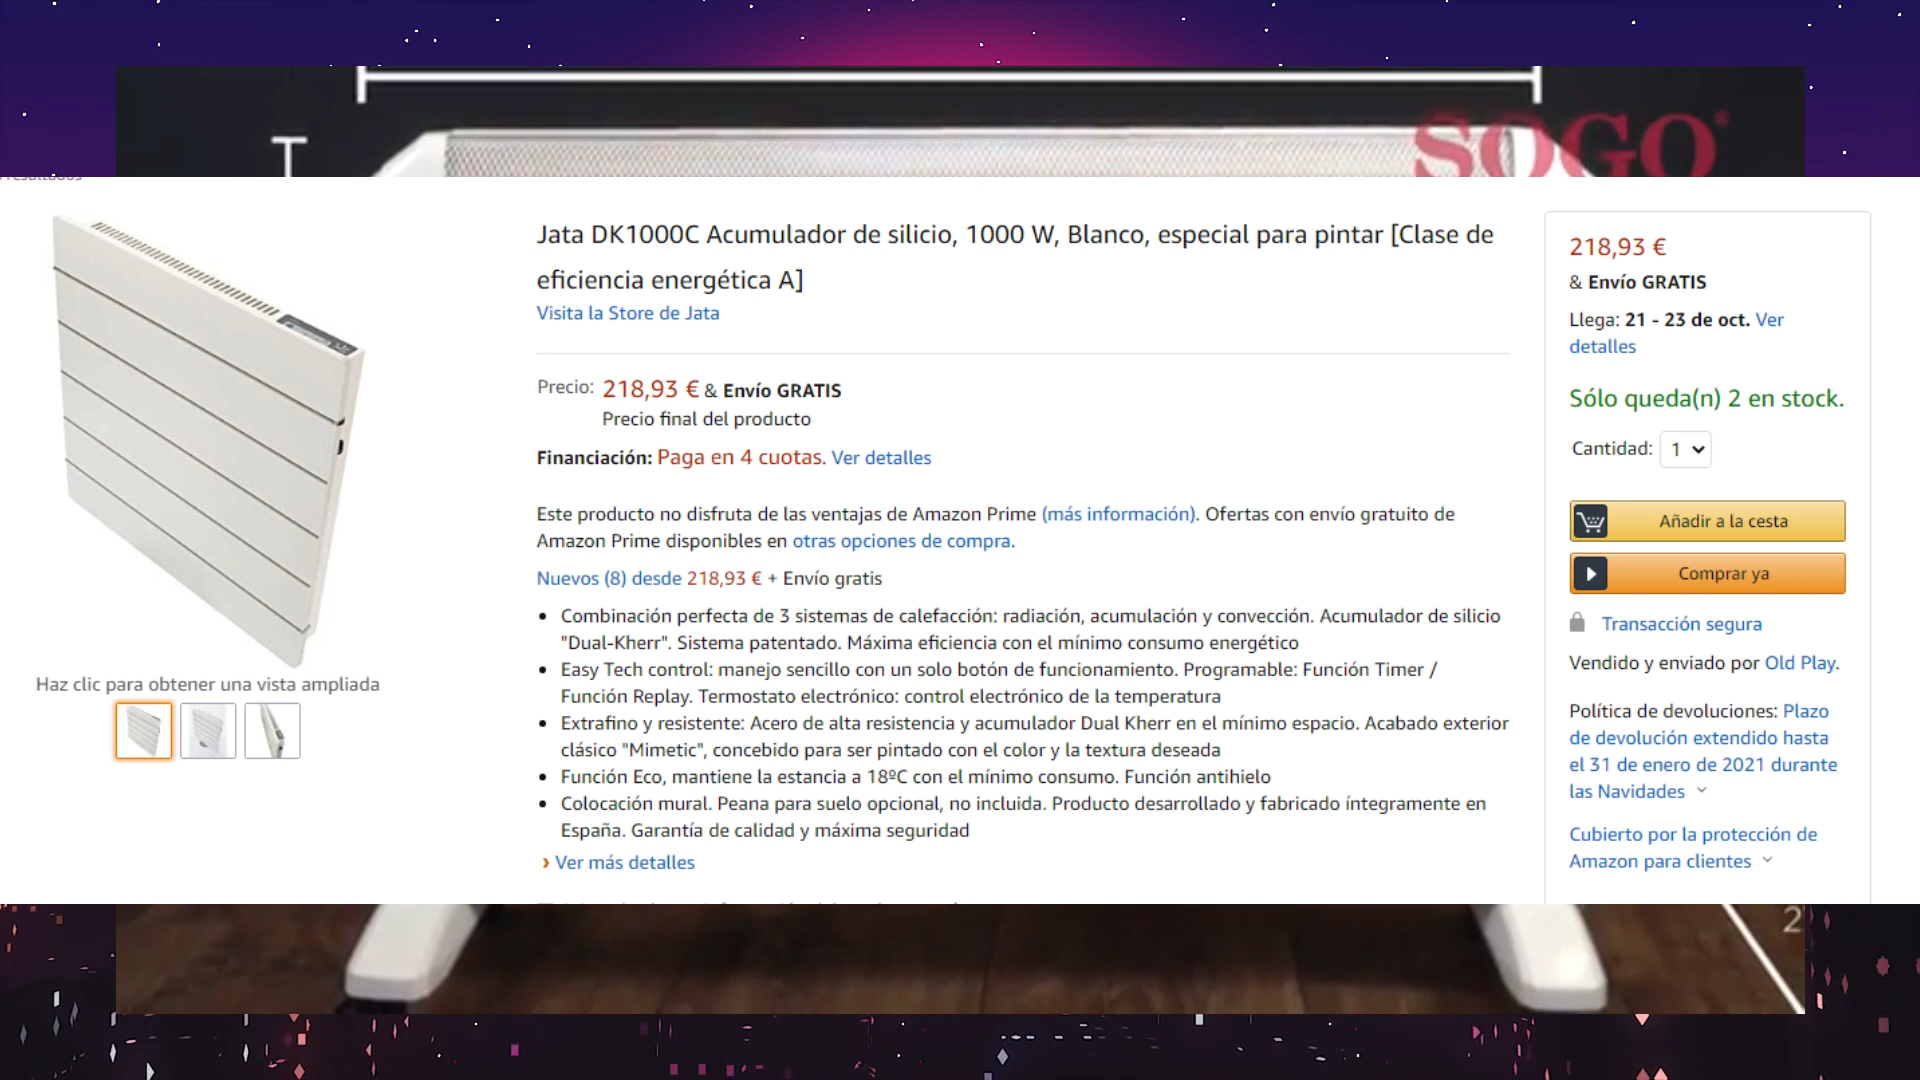 SOGO
Jata DK1000C Acumulador de silicio, 1000 W, Blanco, especial para pintar [Clase de
eficiencia energética A]
Visita la Store de Jata
Precio: 218,93 € & Envío GRATIS
Precio final del producto
Financiación: Paga en 4 cuotas. Ver detalles
Este producto no disfruta de las ventajas de Amazon Prime (más información). Ofertas con envío gratuito de
Amazon Prime disponibles en otras opciones de compra.
Nuevos (8) desde 218,93 € + Envío gratis
• Combinación perfecta de 3 sistemas de calefacción: radiación, acumulación y convección. Acumulador de silicio
"Dual-Kherr". Sistema patentado. Máxima eficiencia con el mínimo consumo energético
• Easy Tech control: manejo sencillo con un solo botón de funcionamiento. Programable: Función Timer /
Función Replay. Termostato electrónico: control electrónico de la temperatura
• Extrafino y resistente: Acero de alta resistencia y acumulador Dual Kherr en el mínimo espacio. Acabado exterior
clásico "Mimetic", concebido para ser pintado con el color y la textura deseada
• Función Eco, mantiene la estancia a 18ºC con el mínimo consumo. Función antihielo
• Colocación mural. Peana para suelo opcional, no incluida. Producto desarrollado y fabricado íntegramente en
España. Garantía de calidad y máxima seguridad
› Ver más detalles
Haz clic para obtener una vista ampliada
218,93 €
& Envío GRATIS
Llega: 21 - 23 de oct. Ver
detalles
Sólo queda(n) 2 en stock.
Cantidad: 1
Añadir a la cesta
Comprar ya
Transacción segura
Vendido y enviado por Old Play.
Política de devoluciones: Plazo
de devolución extendido hasta
el 31 de enero de 2021 durante
las Navidades
Cubierto por la protección de
Amazon para clientes
2